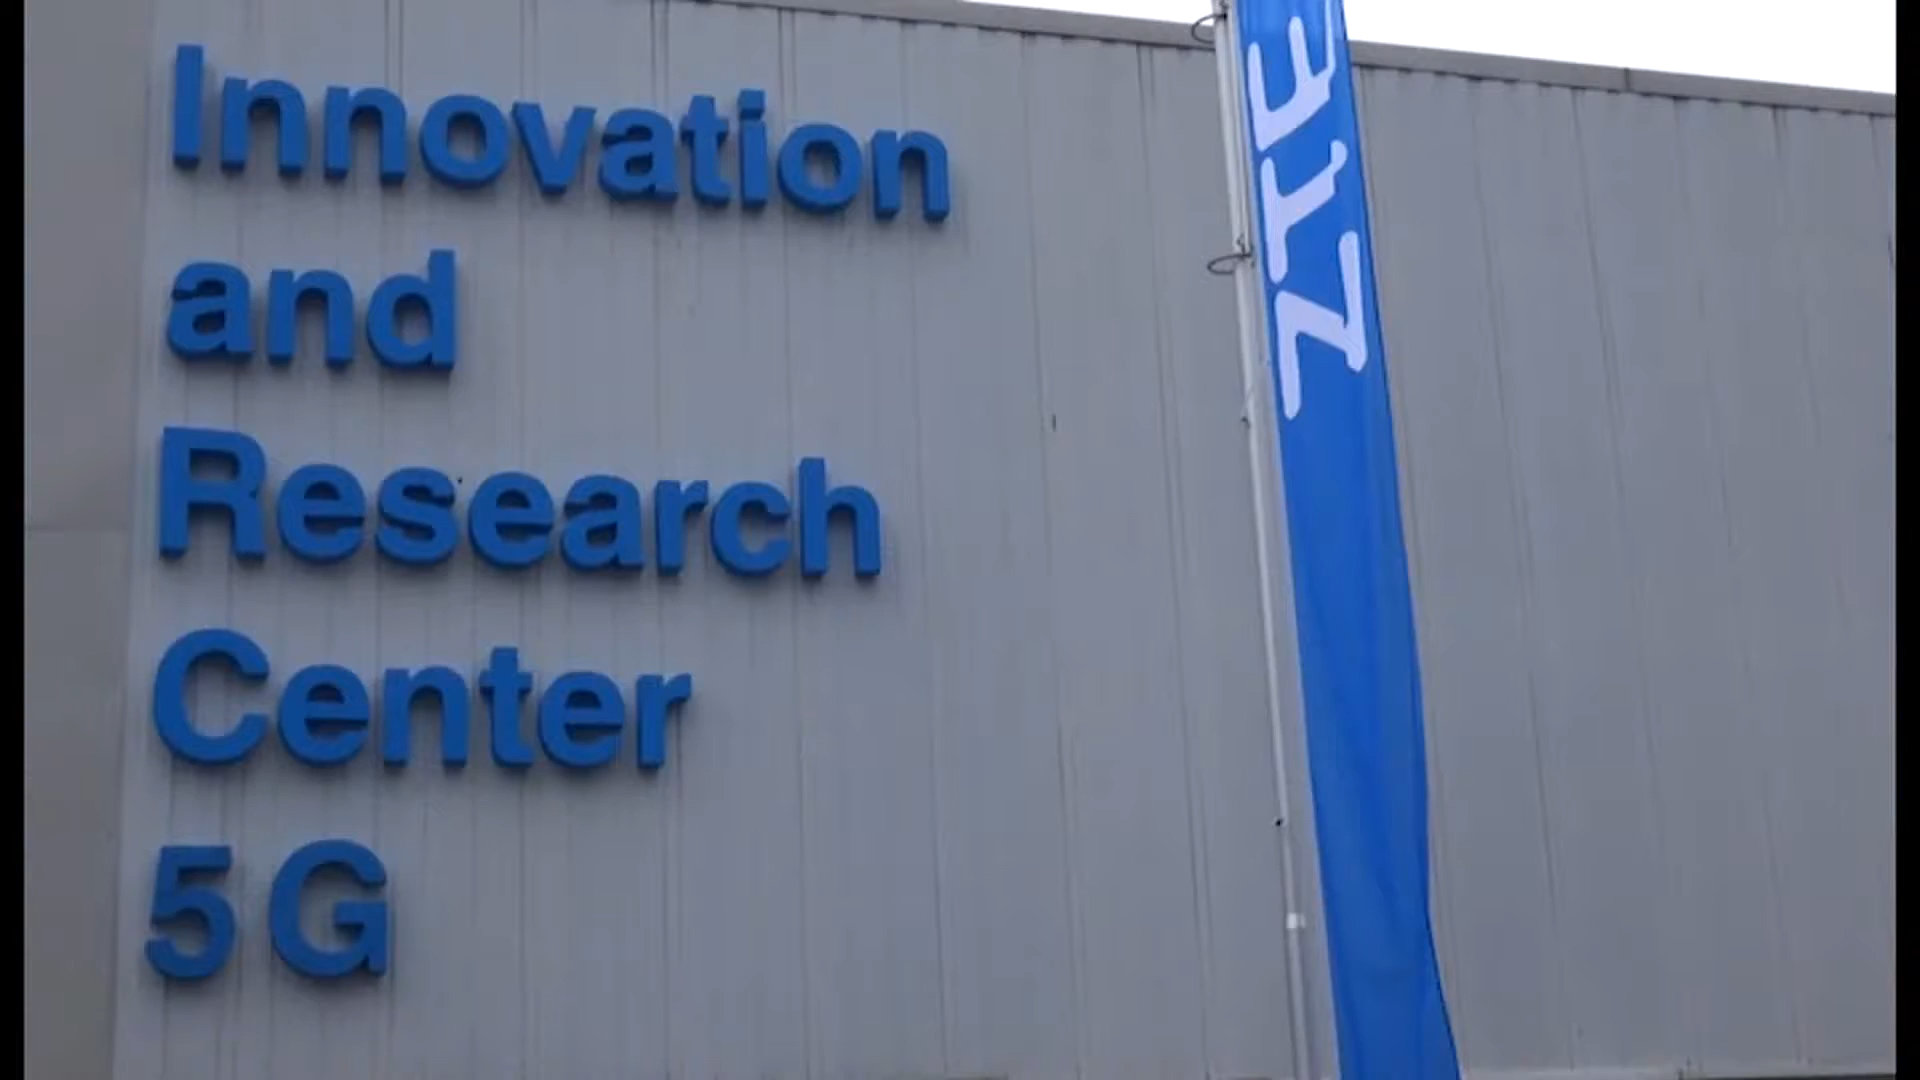 Innovation
and
Research
Center
5G
ZTE